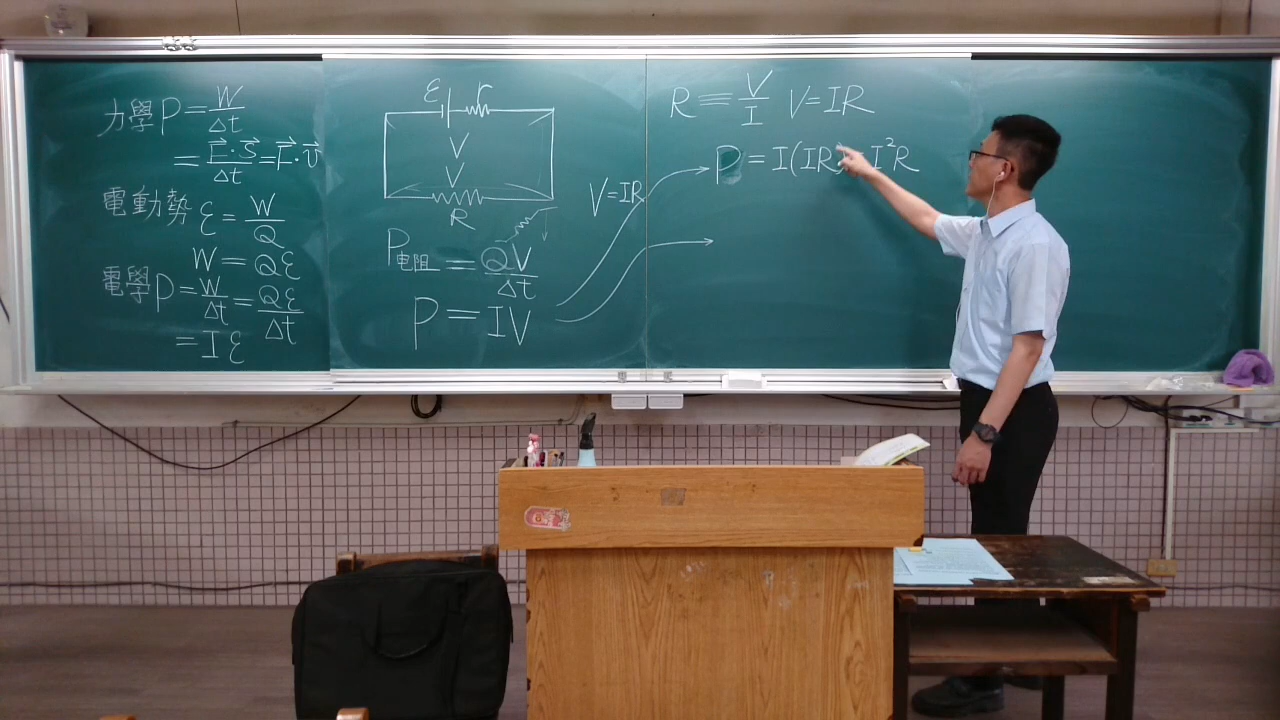 力學 P = W/Δt
= F⃗·S⃗/Δt = F⃗·v⃗
電動勢 ε = W/Q
W = Qε
電學 P = W/Δt = Qε/Δt
= Iε
ε r
V
V
R
P電阻 = QV/Δt
P = IV
V=IR
R ≡ V/I V=IR
P = I(IR) = I²R